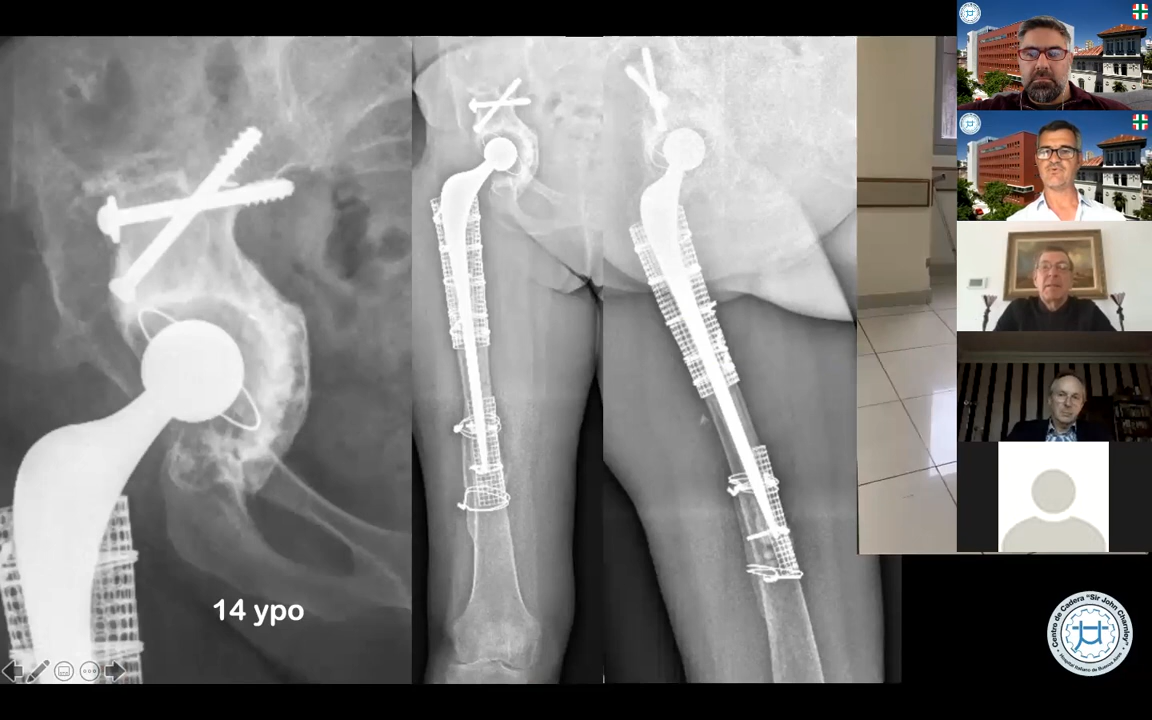 14 ypo
Centro de Cadera "Sir John Charnley"
Hospital Italiano de Buenos Aires